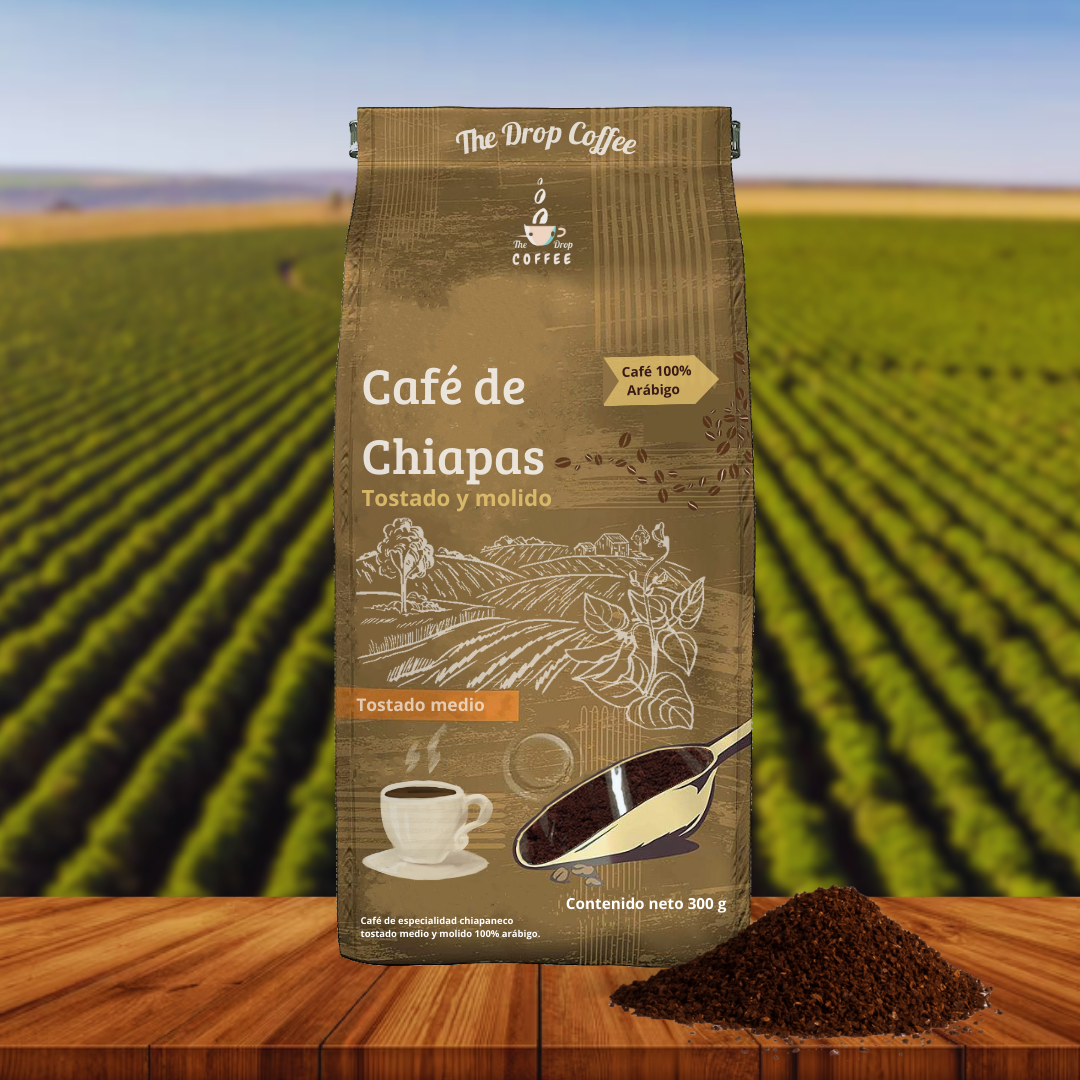 The Drop Coffee
The Drop
COFFEE
Café de
Chiapas
Café 100%
Arábigo
Tostado y molido
Tostado medio
Contenido neto 300 g
Café de especialidad chiapaneco
tostado medio y molido 100% arábigo.